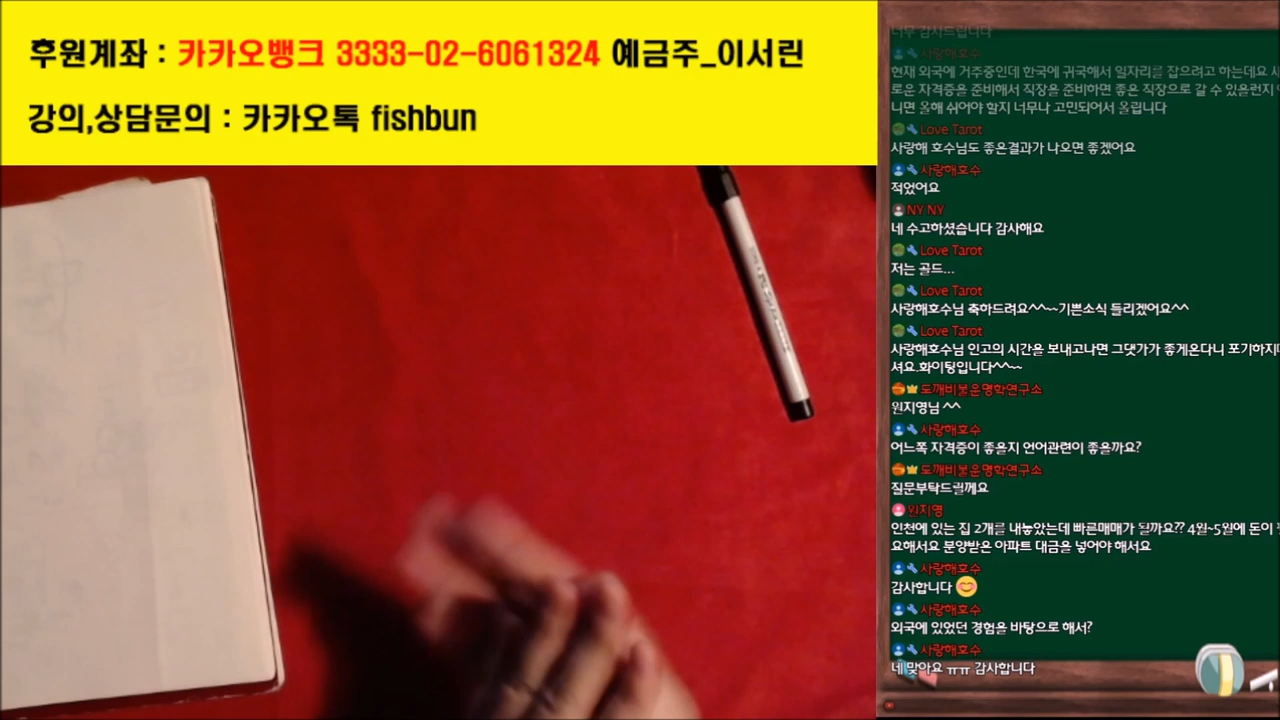 후원계좌 : 카카오뱅크 3333-02-6061324 예금주_이서린
강의,상담문의 : 카카오톡 fishbun
너무 감사드립니다
사랑해호수
현재 외국에 거주중인데 한국에 귀국해서 일자리를 잡으려고 하는데요
로운 자격증을 준비해서 직장을 준비하면 좋은 직장으로 갈 수 있을런지
니면 올해 쉬어야 할지 너무나 고민되어서 올립니다
Love Tarot
사랑해 호수님도 좋은결과가 나오면 좋겠어요
사랑해호수
적었어요
NY NY
네 수고하셨습니다 감사해요
Love Tarot
저는 골드...
Love Tarot
사랑해호수님 축하드려요^^~~기쁜소식 들리겠어요^^
Love Tarot
사랑해호수님 인고의 시간을 보내고나면 그댓가가 좋게온다니 포기하지
셔요.화이팅입니다^^~~
도깨비불운명학연구소
원지영님 ^^
사랑해호수
어느쪽 자격증이 좋을지 언어관련이 좋을까요?
도깨비불운명학연구소
질문부탁드릴께요
원지영
인천에 있는 집 2개를 내놓았는데 빠른매매가 될까요?? 4월~5월에 돈이
요해서요 분양받은 아파트 대금을 넣어야 해서요
사랑해호수
감사합니다
사랑해호수
외국에 있었던 경험을 바탕으로 해서?
사랑해호수
네 맞아요 ㅠㅠ 감사합니다